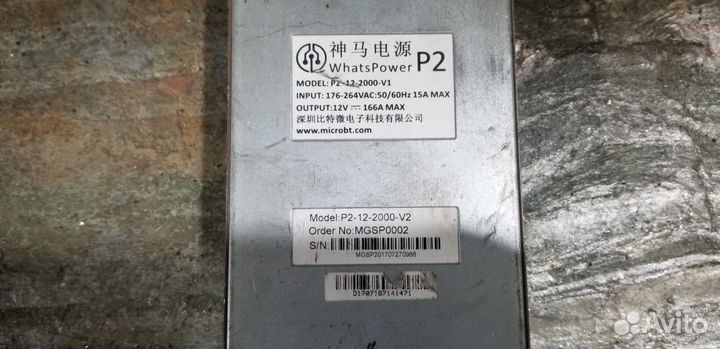 神马电源
WhatsPower P2
MODEL: P2 -12-2000-V1
INPUT: 176-264VAC:50/60Hz 15A MAX
OUTPUT:12V ⎓ 166A MAX
深圳比特微电子科技有限公司
www.microbt.com
Model:P2-12-2000-V2
Order No:MGSP0002
S/N:
MGSP201707270986
D1707187141471
Avito